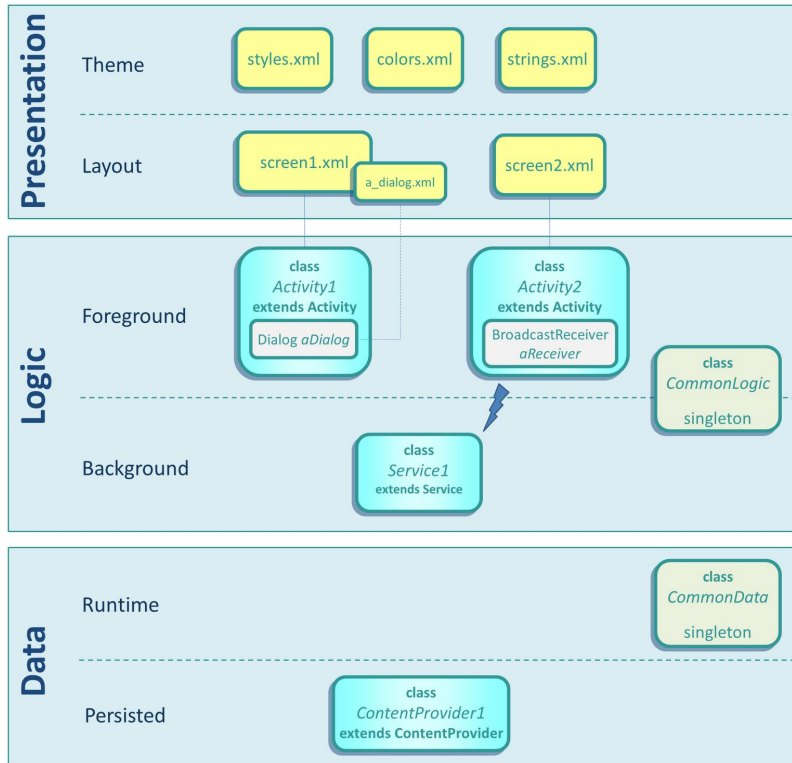 Presentation
Theme
styles.xml
colors.xml
strings.xml
Layout
screen1.xml
a_dialog.xml
screen2.xml
Logic
Foreground
class
Activity1
extends Activity
Dialog aDialog
class
Activity2
extends Activity
BroadcastReceiver
aReceiver
class
CommonLogic
singleton
Background
class
Service1
extends Service
Data
Runtime
class
CommonData
singleton
Persisted
class
ContentProvider1
extends ContentProvider